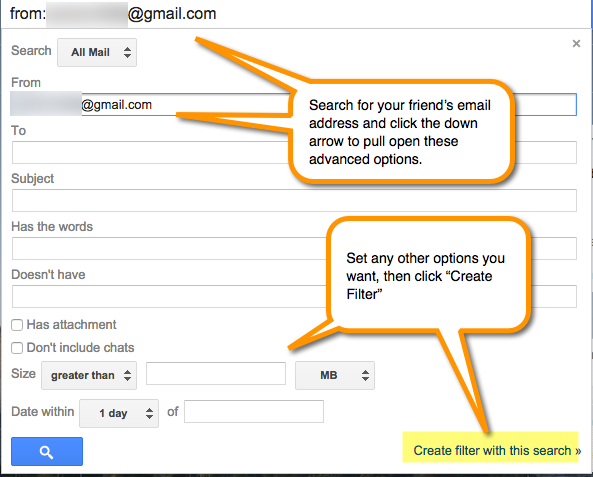 from: @gmail.com
Search All Mail
×
From
@gmail.com
Search for your friend's email
address and click the down
arrow to pull open these
advanced options.
To
Subject
Has the words
Set any other options you
want, then click “Create
Filter”
Doesn't have
Has attachment
Don't include chats
Size greater than MB
Date within 1 day of
Create filter with this search »